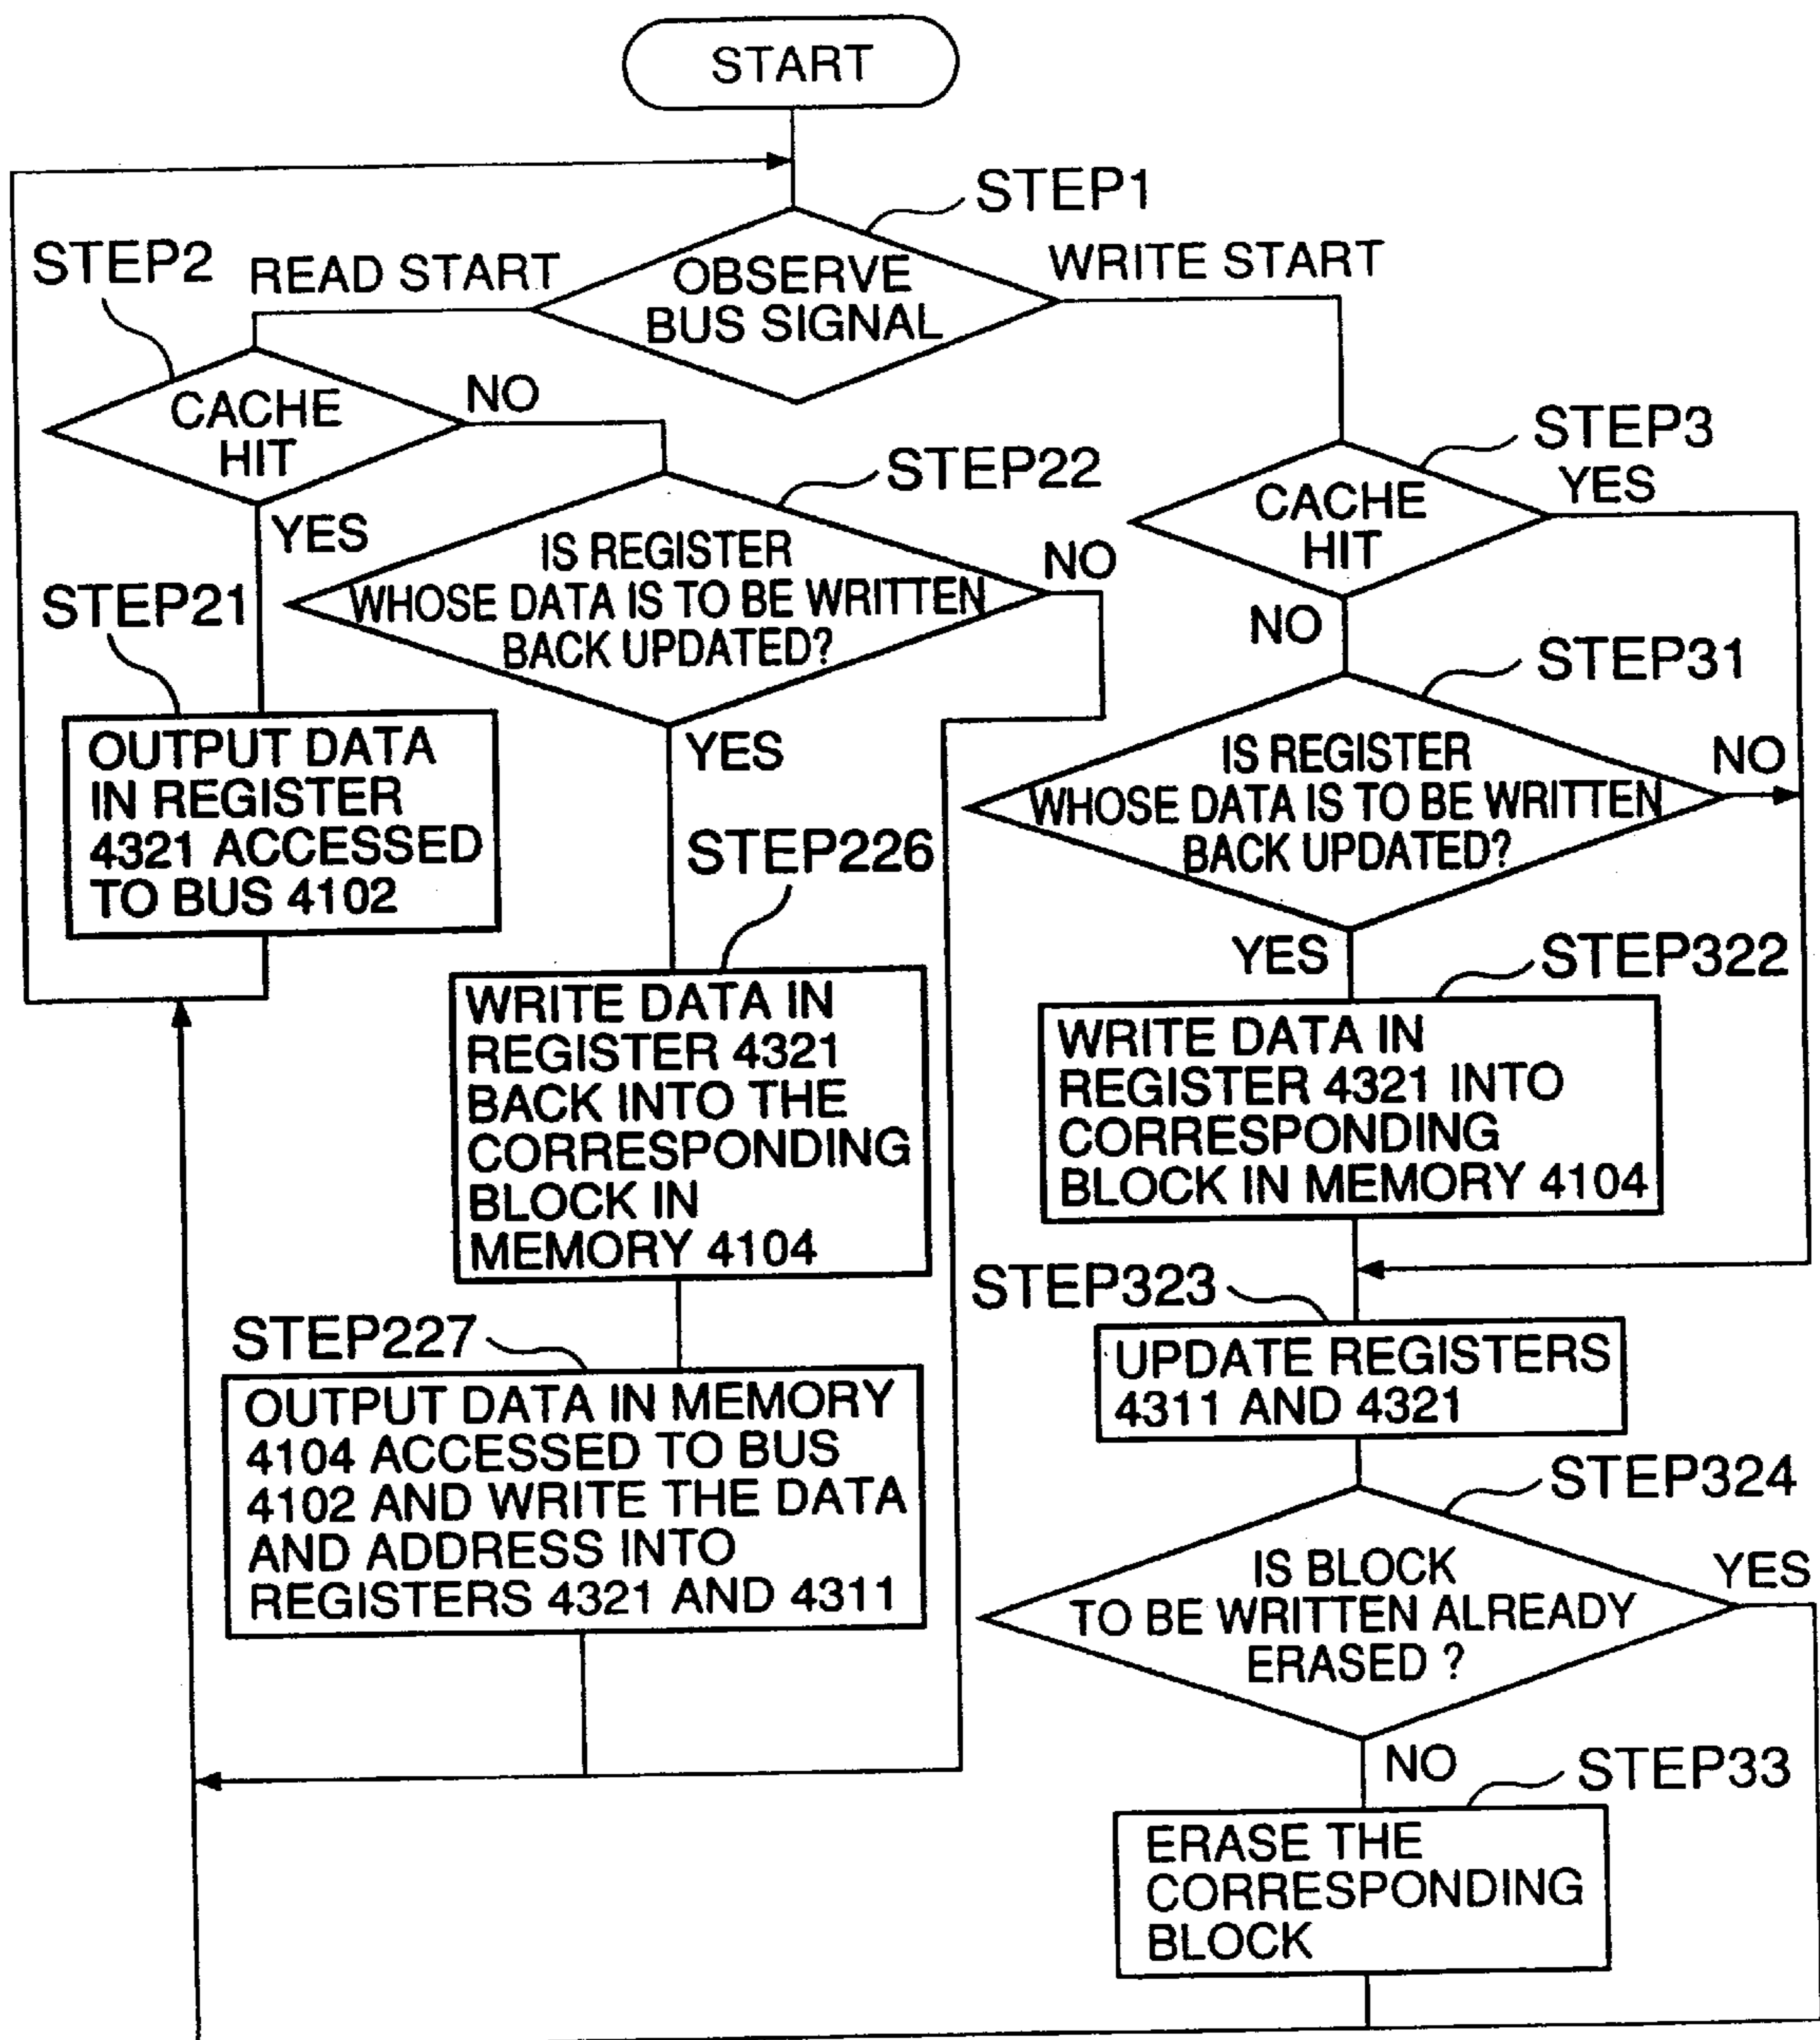 START
STEP1
STEP2
READ START
OBSERVE
BUS SIGNAL
WRITE START
CACHE
HIT
NO
YES
STEP22
STEP3
CACHE
HIT
YES
NO
STEP21
IS REGISTER
WHOSE DATA IS TO BE WRITTEN
BACK UPDATED?
NO
YES
STEP31
IS REGISTER
WHOSE DATA IS TO BE WRITTEN
BACK UPDATED?
NO
YES
OUTPUT DATA
IN REGISTER
4321 ACCESSED
TO BUS 4102
STEP226
WRITE DATA IN
REGISTER 4321
BACK INTO THE
CORRESPONDING
BLOCK IN
MEMORY 4104
STEP322
WRITE DATA IN
REGISTER 4321 INTO
CORRESPONDING
BLOCK IN MEMORY 4104
STEP227
OUTPUT DATA IN MEMORY
4104 ACCESSED TO BUS
4102 AND WRITE THE DATA
AND ADDRESS INTO
REGISTERS 4321 AND 4311
STEP323
UPDATE REGISTERS
4311 AND 4321
STEP324
IS BLOCK
TO BE WRITTEN ALREADY
ERASED ?
YES
NO
STEP33
ERASE THE
CORRESPONDING
BLOCK